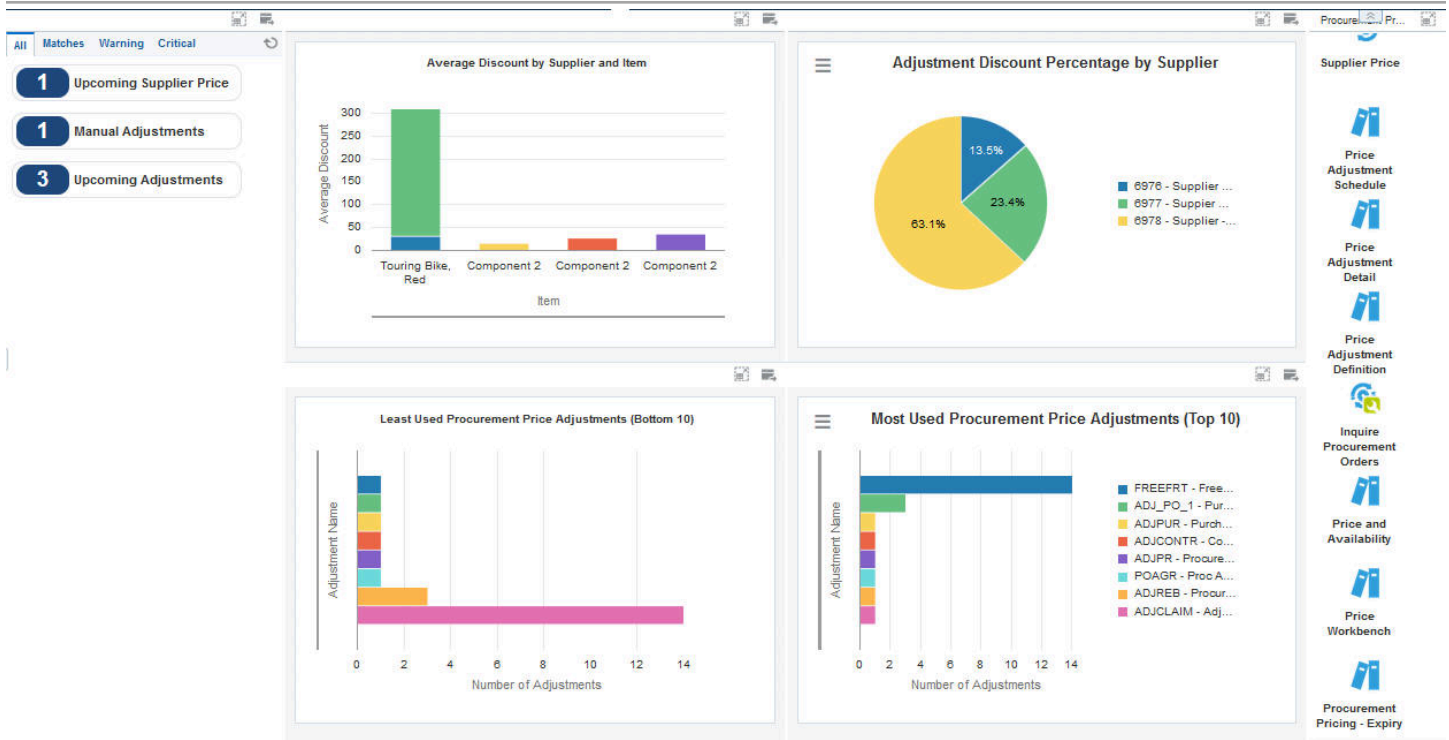 All Matches Warning Critical
1 Upcoming Supplier Price
1 Manual Adjustments
3 Upcoming Adjustments
Average Discount by Supplier and Item
Average Discount
300
250
200
150
100
50
0
Touring Bike, Component 2 Component 2 Component 2
Red
Item
Adjustment Discount Percentage by Supplier
13.5%
23.4%
63.1%
6976 - Supplier ...
6977 - Suppier ...
6978 - Supplier -...
Least Used Procurement Price Adjustments (Bottom 10)
Adjustment Name
0 2 4 6 8 10 12 14
Number of Adjustments
Most Used Procurement Price Adjustments (Top 10)
Adjustment Name
FREEFRT - Free...
ADJ_PO_1 - Pur...
ADJPUR - Purch...
ADJCONTR - Co...
ADJPR - Procure...
POAGR - Proc A...
ADJREB - Procur...
ADJCLAIM - Adj...
0 2 4 6 8 10 12 14
Number of Adjustments
Pr...
Supplier Price
Price
Adjustment
Schedule
Price
Adjustment
Detail
Price
Adjustment
Definition
Inquire
Procurement
Orders
Price and
Availability
Price
Workbench
Procurement
Pricing - Expiry